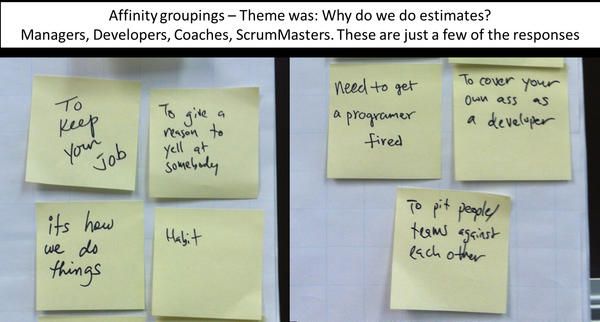 Affinity groupings – Theme was: Why do we do estimates?
Managers, Developers, Coaches, ScrumMasters. These are just a few of the responses
To
Keep
your
Job
To give a
reason to
yell at
somebody
its how
we do
things
Habit
Need to get
a programer
fired
To cover your
own ass as
a developer
To pit people/
teams against
each other